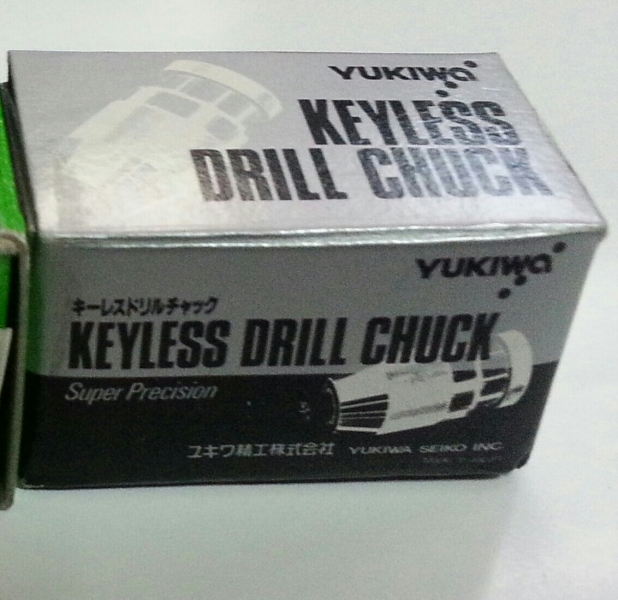 YUKIWA
KEYLESS
DRILL CHUCK
YUKIWA
キーレスドリルチャック
KEYLESS DRILL CHUCK
Super Precision
ユキワ精工株式会社 YUKIWA SEIKO INC.